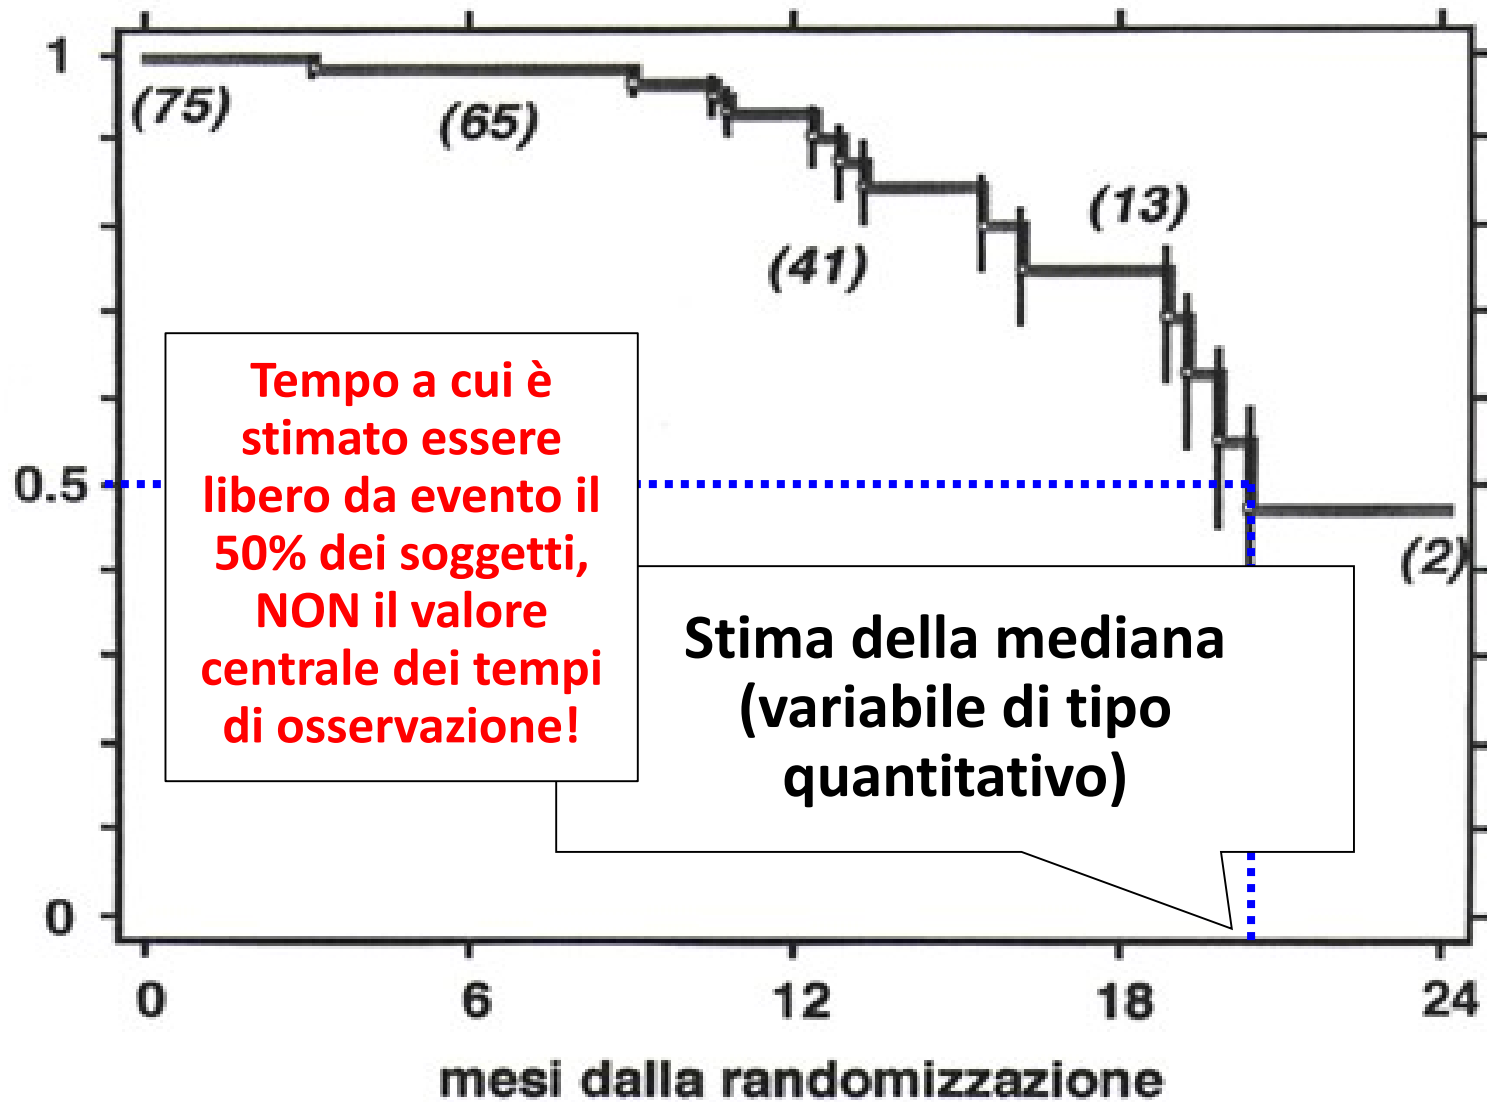 1
(75)
(65)
(13)
(41)
Tempo a cui è
stimato essere
libero da evento il
50% dei soggetti,
NON il valore
centrale dei tempi
di osservazione!
0.5
(2)
Stima della mediana
(variabile di tipo
quantitativo)
0
0 6 12 18 24
mesi dalla randomizzazione